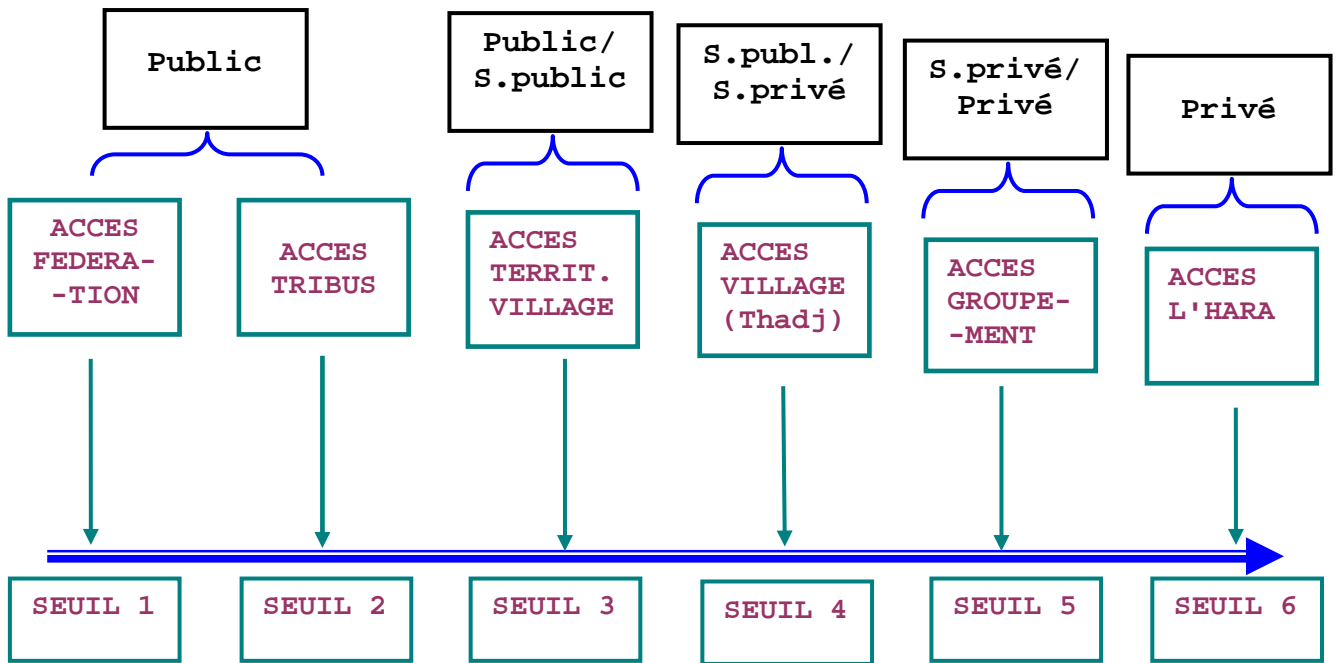 Public
Public/
S.public
S.publ./
S.privé
S.privé/
Privé
Privé
ACCES
FEDERA-
-TION
ACCES
TRIBUS
ACCES
TERRIT.
VILLAGE
ACCES
VILLAGE
(Thadj)
ACCES
GROUPE-
-MENT
ACCES
L'HARA
SEUIL 1
SEUIL 2
SEUIL 3
SEUIL 4
SEUIL 5
SEUIL 6